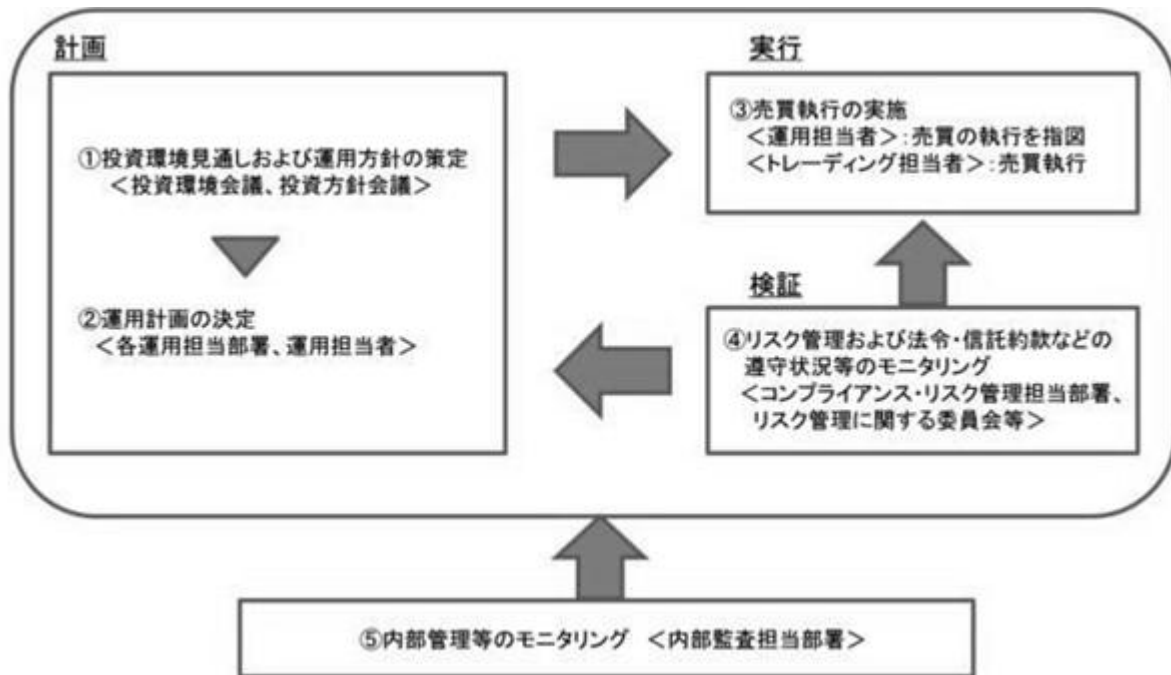 計画
①投資環境見通しおよび運用方針の策定
＜投資環境会議、投資方針会議＞
②運用計画の決定
＜各運用担当部署、運用担当者＞
実行
③売買執行の実施
＜運用担当者＞：売買の執行を指図
＜トレーディング担当者＞：売買執行
検証
④リスク管理および法令・信託約款などの
遵守状況等のモニタリング
＜コンプライアンス・リスク管理担当部署、
リスク管理に関する委員会等＞
⑤内部管理等のモニタリング ＜内部監査担当部署＞